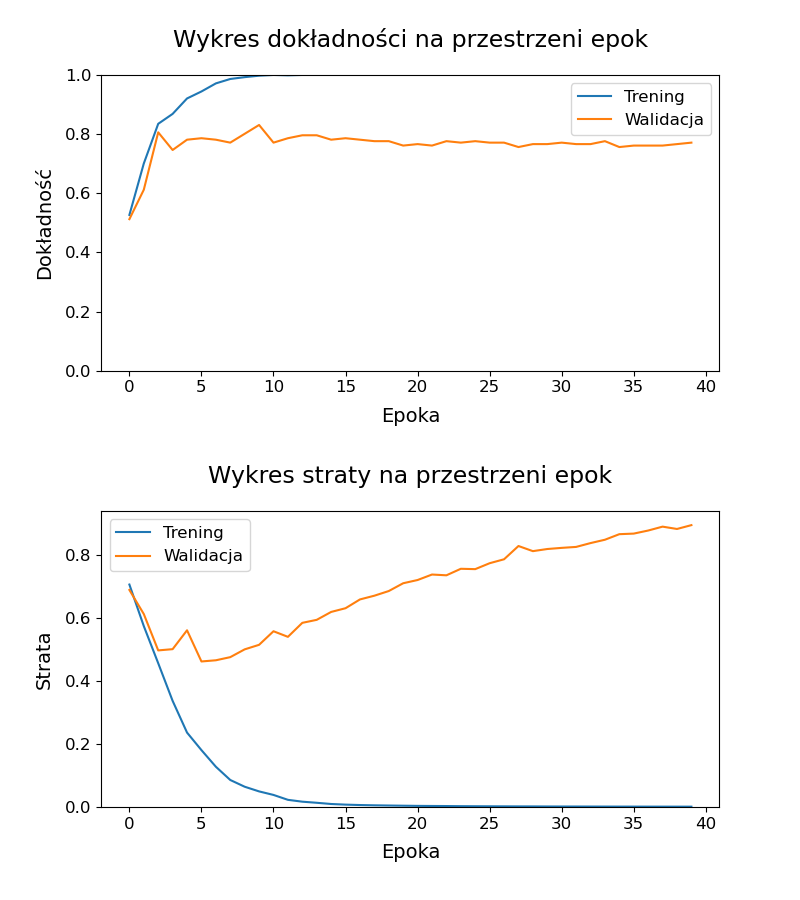 Wykres dokładności na przestrzeni epok
1.0
0.8
0.6
0.4
0.2
0.0
Dokładność
Trening
Walidacja
0 5 10 15 20 25 30 35 40
Epoka
Wykres straty na przestrzeni epok
0.8
0.6
0.4
0.2
0.0
Strata
Trening
Walidacja
0 5 10 15 20 25 30 35 40
Epoka